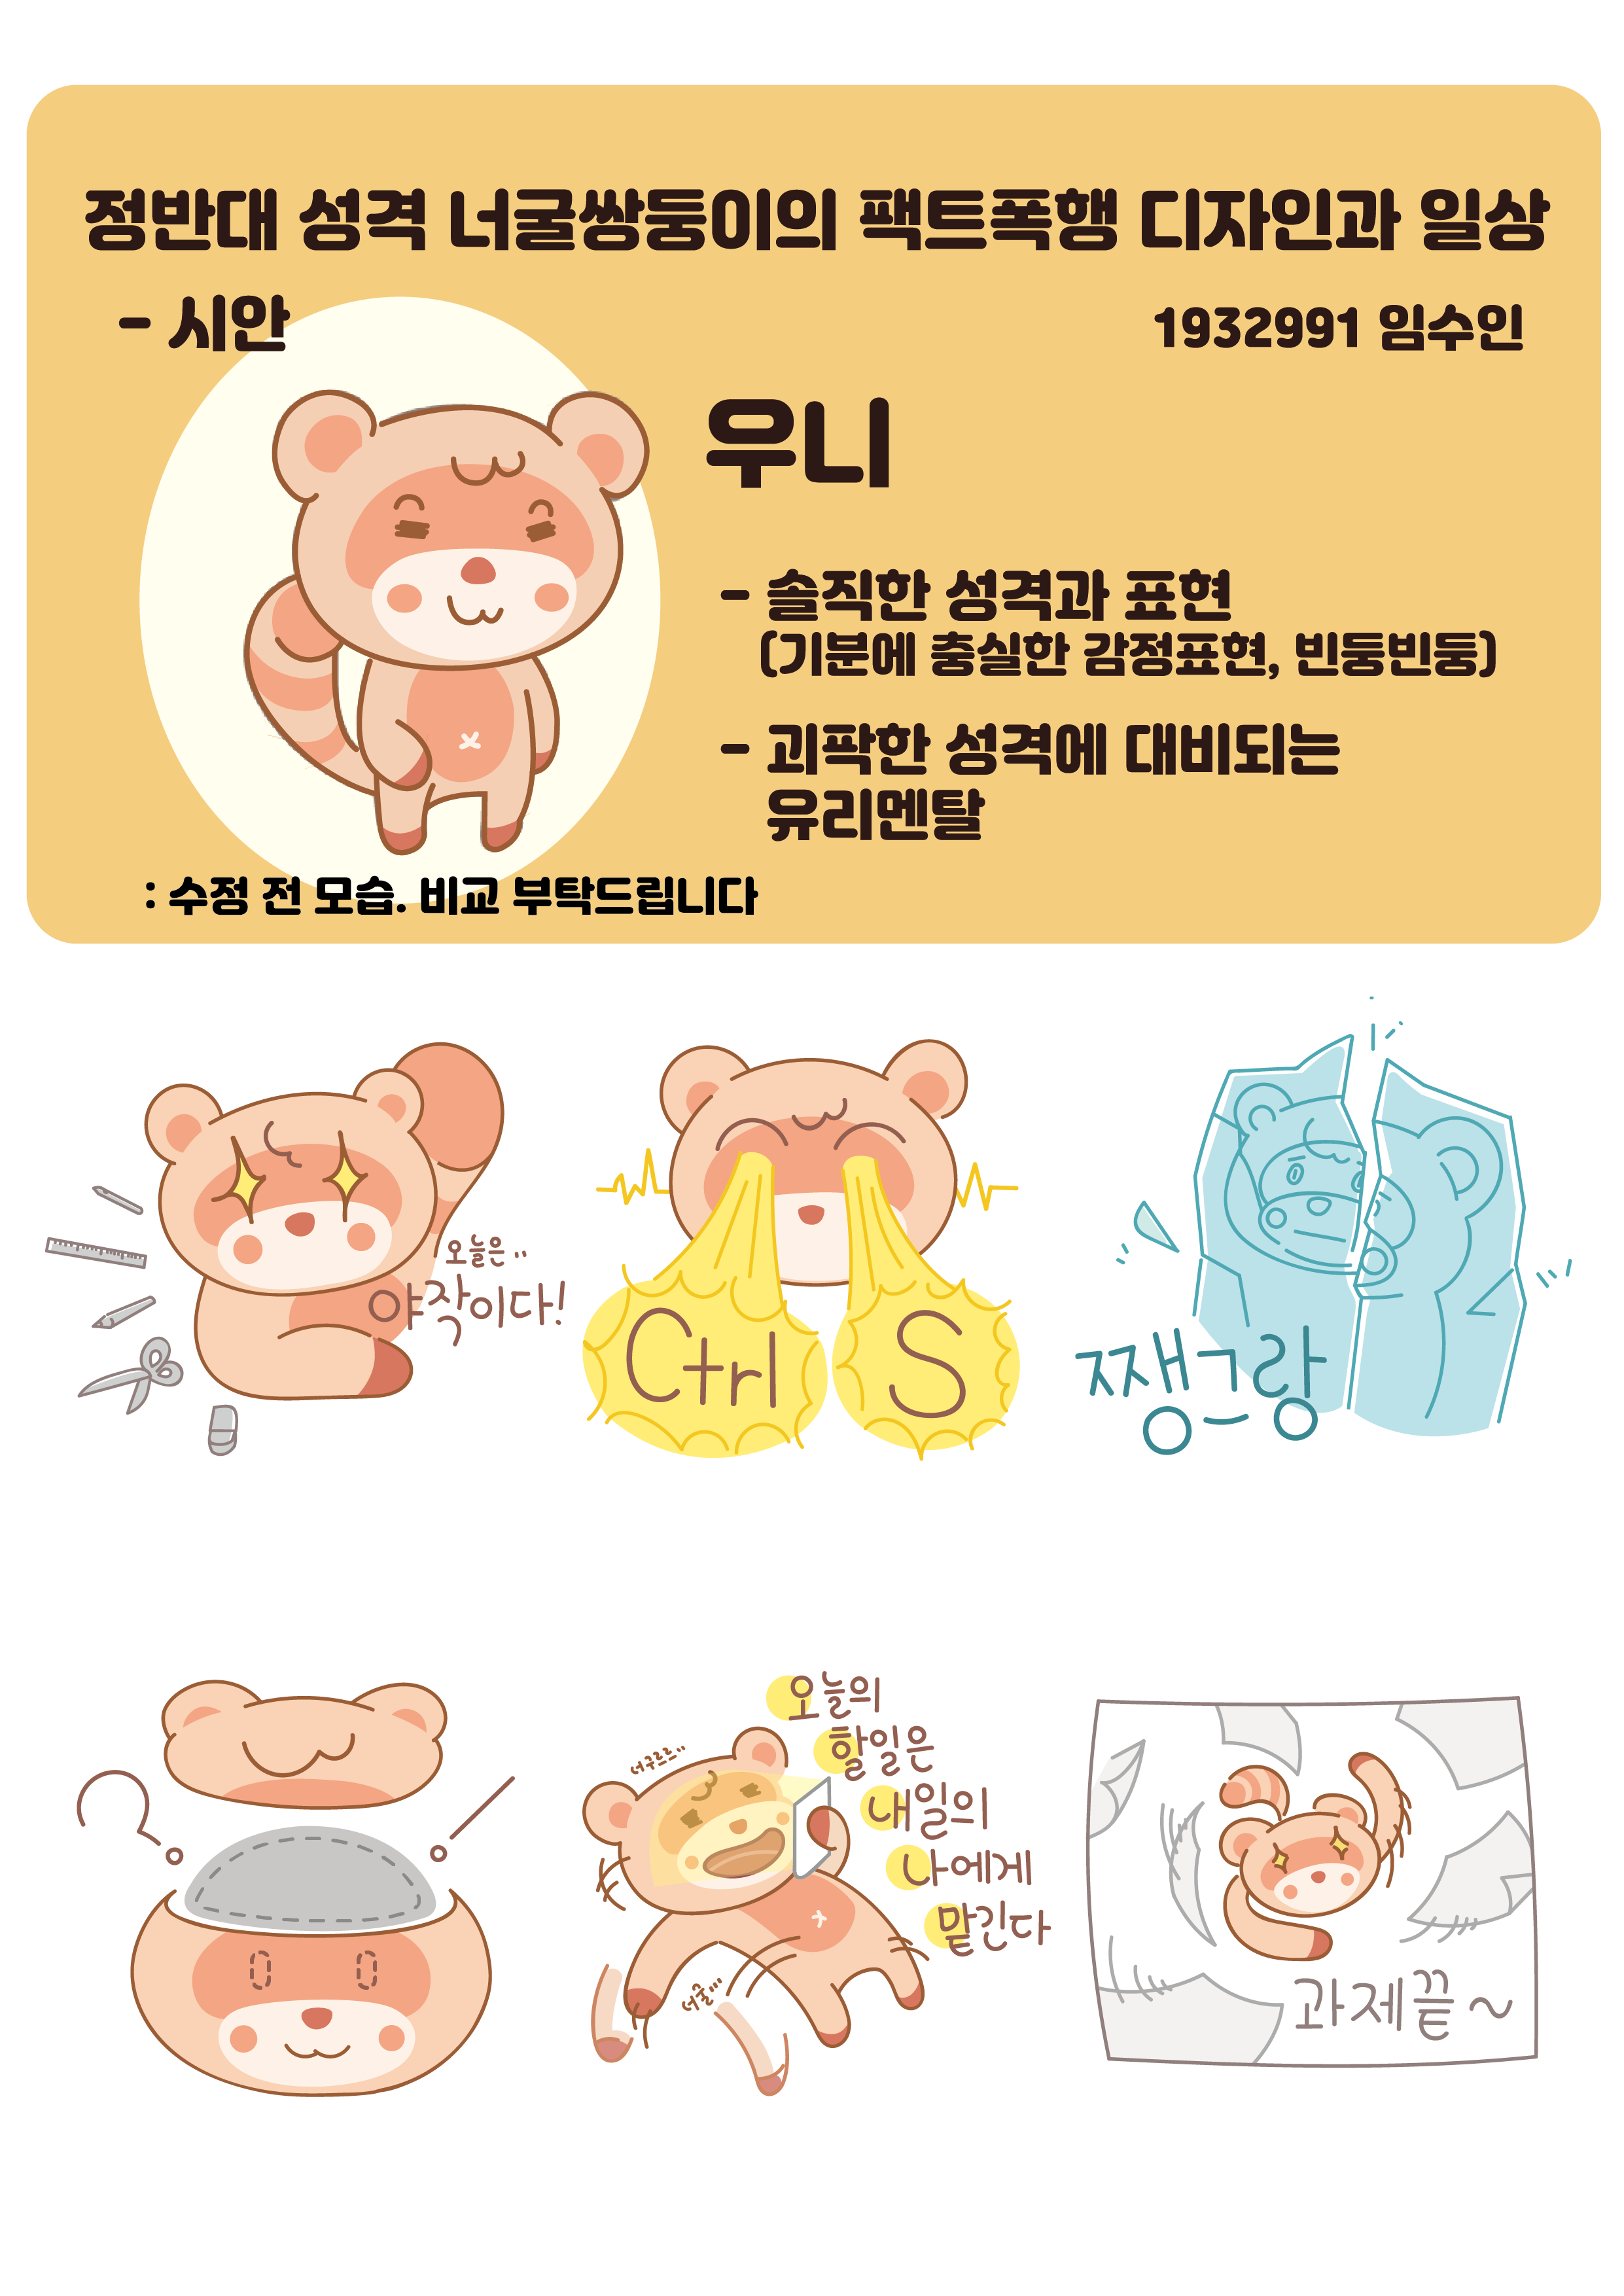 정반대 성격 너굴쌍둥이의 팩트폭행 디자인과 일상
- 시안
1932991 임수인
우니
- 솔직한 성격과 표현
(기분에 충실한 감정표현, 빈둥빈둥)
- 괴팍한 성격에 대비되는
유리멘탈
: 수정 전 모습. 비교 부탁드립니다
오늘은..
야작이다!
Ctrl S
쨍그랑
오늘의
할일은
내일의
나에게
맡긴다
너구르르...
너굴...
과제끝~